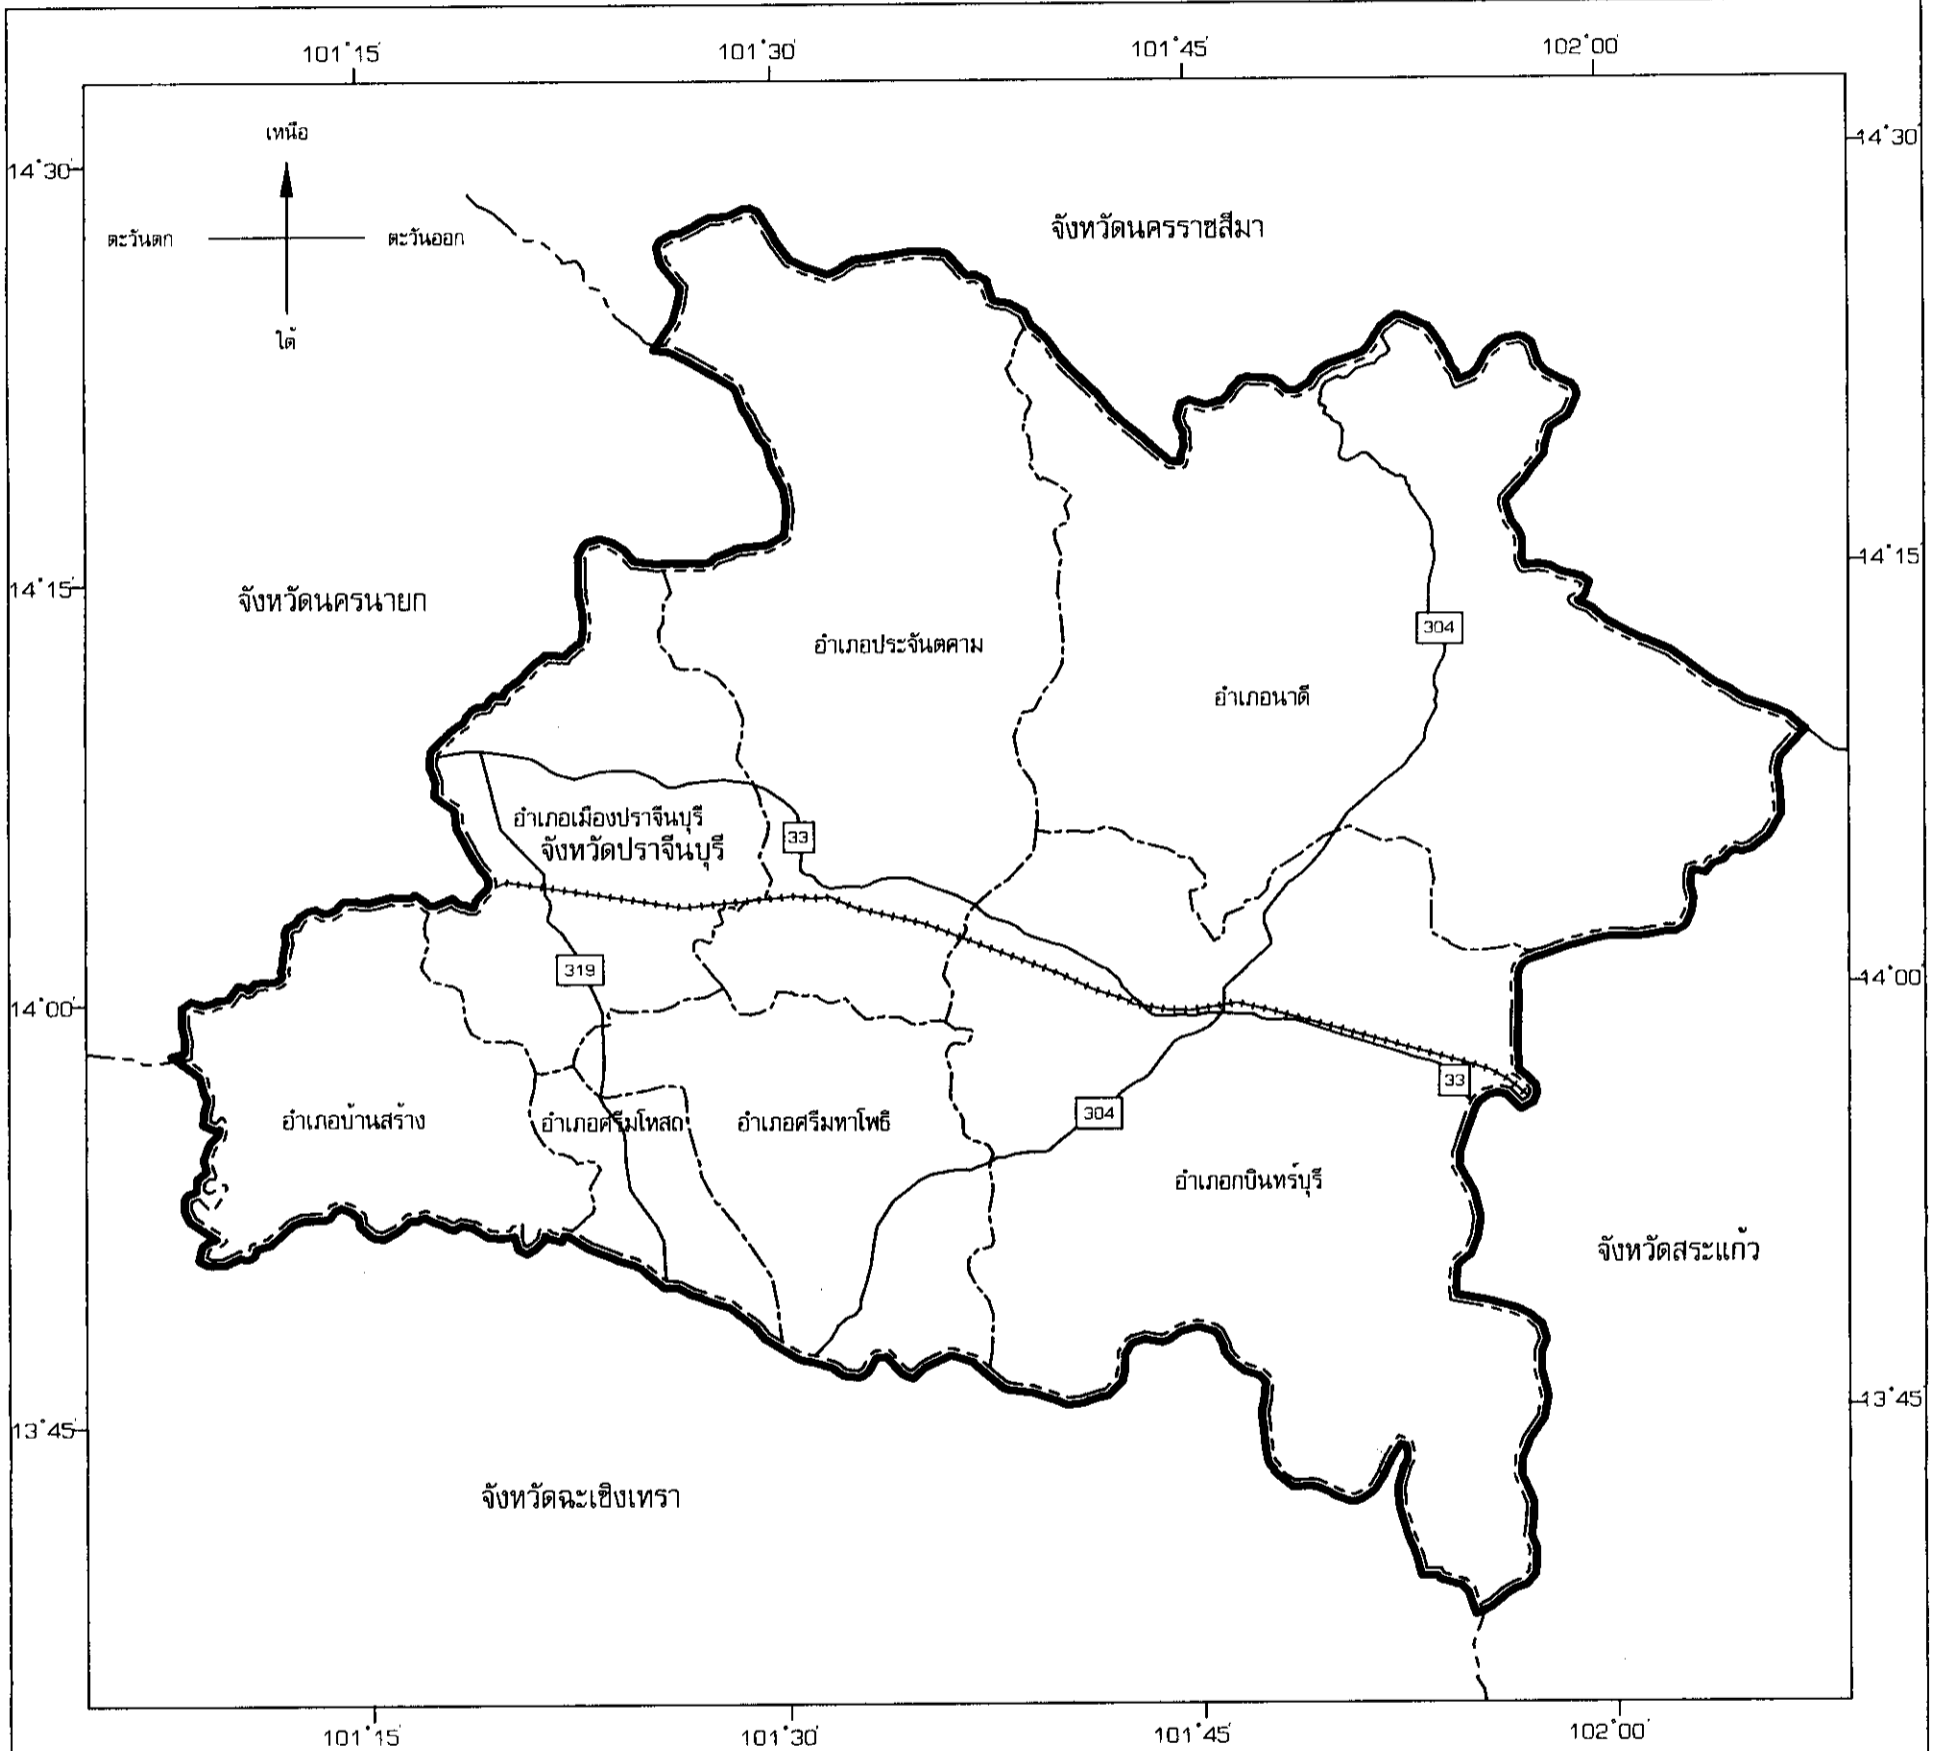 101°15'
101°30'
101°45'
102°00'
เหนือ
14°30'
14°30'
ตะวันตก
ตะวันออก
จังหวัดนครราชสีมา
ใต้
14°15'
14°15'
จังหวัดนครนายก
304
อำเภอประจันตคาม
อำเภอนาดี
อำเภอเมืองปราจีนบุรี
33
จังหวัดปราจีนบุรี
319
14°00'
14°00'
33
304
อำเภอบ้านสร้าง
อำเภอศรีมโหสถ
อำเภอศรีมหาโพธิ
อำเภอกบินทร์บุรี
จังหวัดสระแก้ว
13°45'
13°45'
จังหวัดฉะเชิงเทรา
101°15'
101°30'
101°45'
102°00'